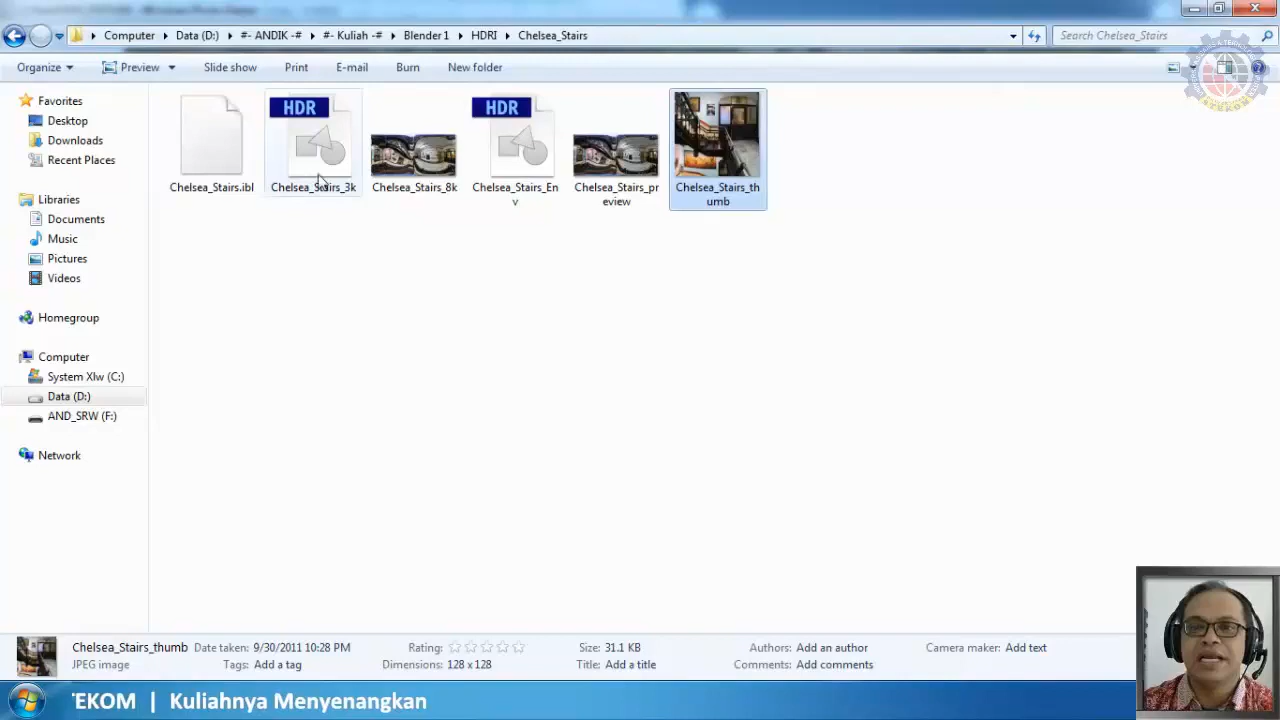 Computer Data (D:) #- ANDIK -# #- Kuliah -# Blender1 HDRI Chelsea_Stairs
Search Chelsea_Stairs
Organize Preview Slide show Print E-mail Burn New folder
Favorites
Desktop
Downloads
Recent Places
Libraries
Documents
Music
Pictures
Videos
Homegroup
Computer
System Xlw (C:)
Data (D:)
AND_SRW (F:)
Network
HDR
Chelsea_Stairs.ibl
Chelsea_Stairs_3k
Chelsea_Stairs_8k
HDR
Chelsea_Stairs_En
v
Chelsea_Stairs_pr
eview
Chelsea_Stairs_th
umb
Chelsea_Stairs_thumb Date taken: 9/30/2011 10:28 PM Rating: Size: 31.1 KB Authors: Add an author Camera maker: Add text
JPEG image Tags: Add a tag Dimensions: 128 x 128 Title: Add a title Comments: Add comments
TEKOM | Kuliahnya Menyenangkan